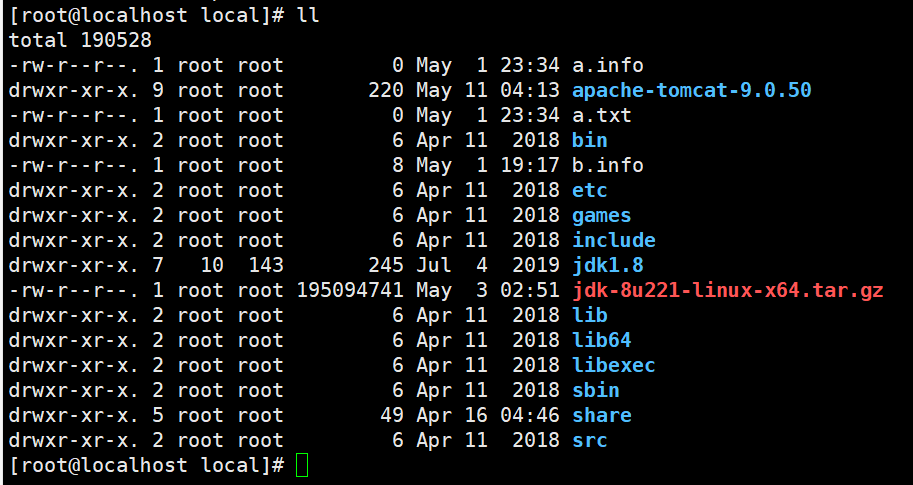 [root@localhost local]# ll
total 190528
-rw-r--r--. 1 root root         0 May  1 23:34 a.info
drwxr-xr-x. 9 root root       220 May 11 04:13 apache-tomcat-9.0.50
-rw-r--r--. 1 root root         0 May  1 23:34 a.txt
drwxr-xr-x. 2 root root         6 Apr 11  2018 bin
-rw-r--r--. 1 root root         8 May  1 19:17 b.info
drwxr-xr-x. 2 root root         6 Apr 11  2018 etc
drwxr-xr-x. 2 root root         6 Apr 11  2018 games
drwxr-xr-x. 2 root root         6 Apr 11  2018 include
drwxr-xr-x. 7   10  143       245 Jul  4  2019 jdk1.8
-rw-r--r--. 1 root root 195094741 May  3 02:51 jdk-8u221-linux-x64.tar.gz
drwxr-xr-x. 2 root root         6 Apr 11  2018 lib
drwxr-xr-x. 2 root root         6 Apr 11  2018 lib64
drwxr-xr-x. 2 root root         6 Apr 11  2018 libexec
drwxr-xr-x. 2 root root         6 Apr 11  2018 sbin
drwxr-xr-x. 5 root root        49 Apr 16 04:46 share
drwxr-xr-x. 2 root root         6 Apr 11  2018 src
[root@localhost local]#